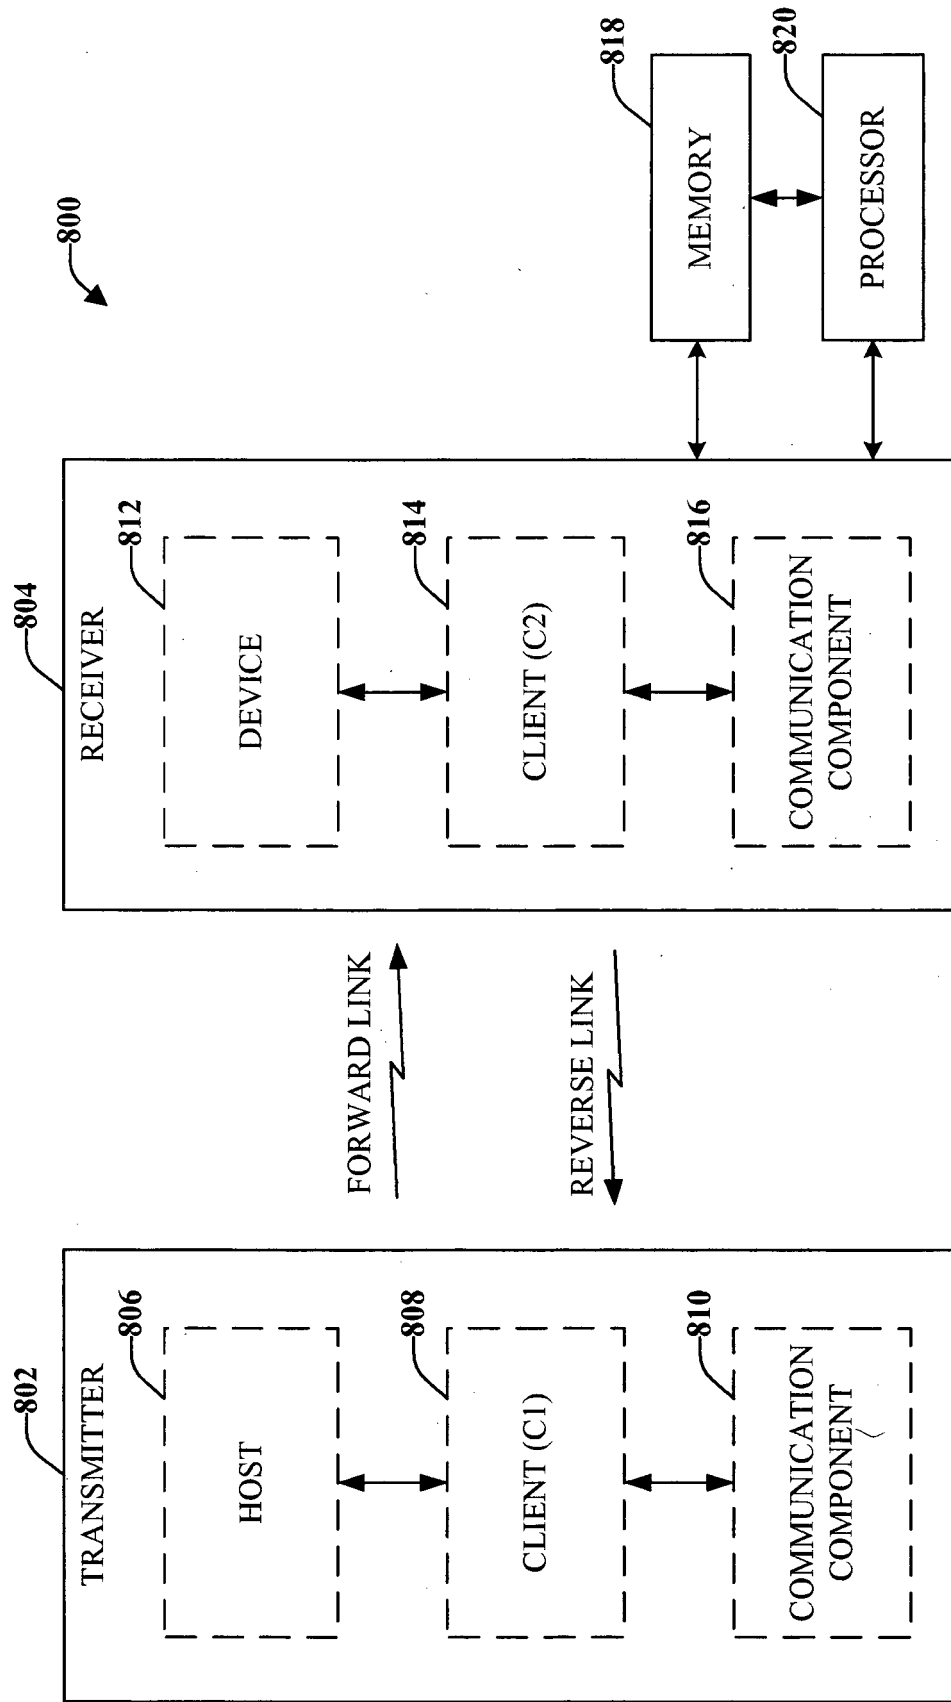 800
802
TRANSMITTER
806
HOST
808
CLIENT (C1)
810
COMMUNICATION
COMPONENT
FORWARD LINK
REVERSE LINK
804
RECEIVER
812
DEVICE
814
CLIENT (C2)
816
COMMUNICATION
COMPONENT
818
MEMORY
820
PROCESSOR